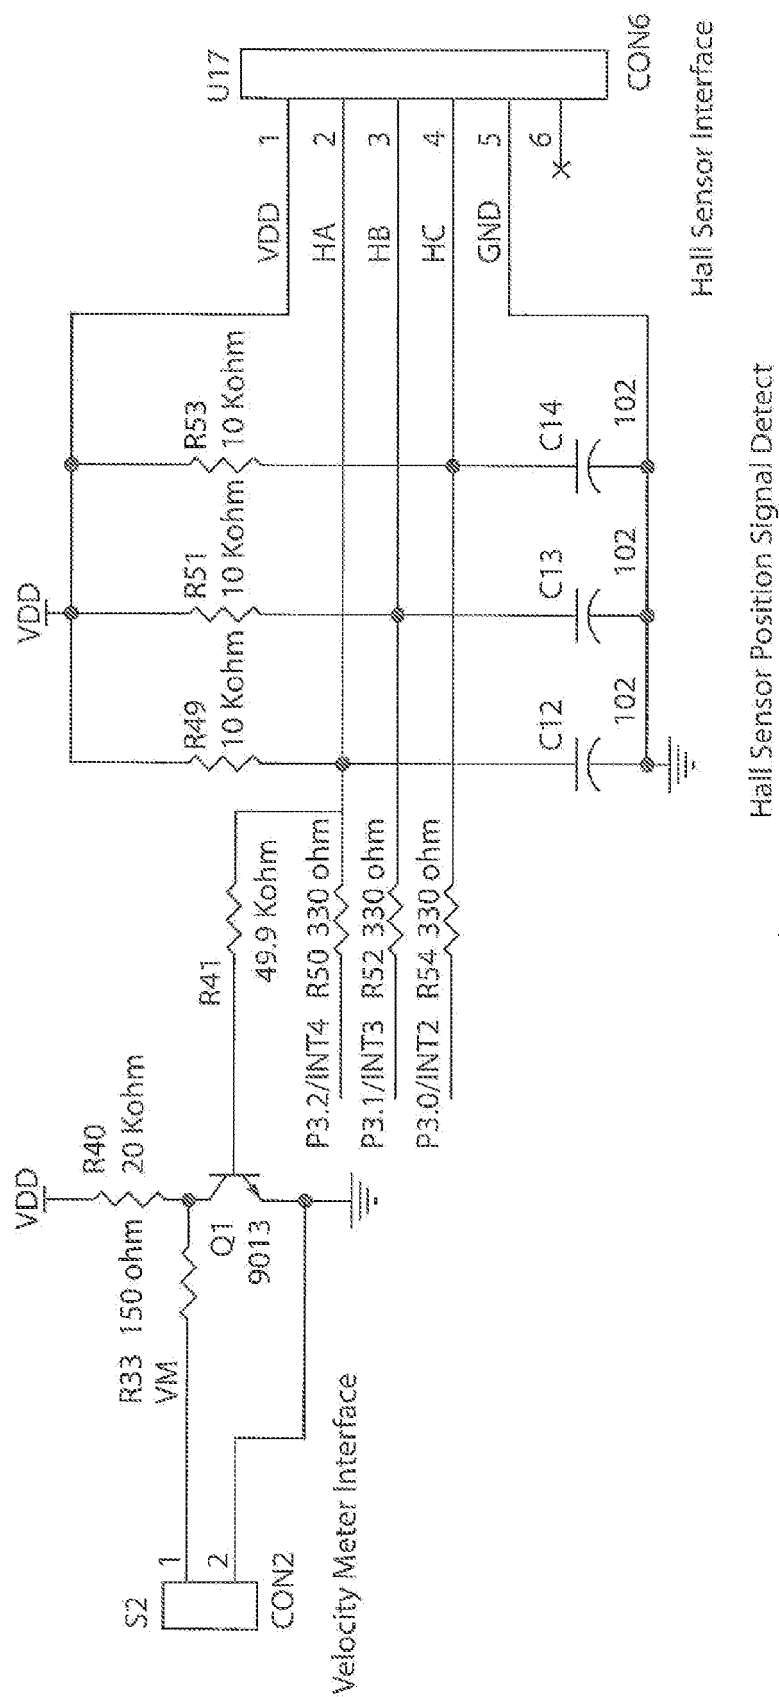 VDD
VDD
R40
20 Kohm
R33 150 ohm
VM
S2
1
2
CON2
Q1
9013
Velocity Meter Interface
R41
49.9 Kohm
R49
10 Kohm
R51
10 Kohm
R53
10 Kohm
P3.2/INT4 R50 330 ohm
P3.1/INT3 R52 330 ohm
P3.0/INT2 R54 330 ohm
VDD 1
HA 2
HB 3
HC 4
GND 5
6
U17
CON6
C12
102
C13
102
C14
102
Hall Sensor Interface
Hall Sensor Position Signal Detect